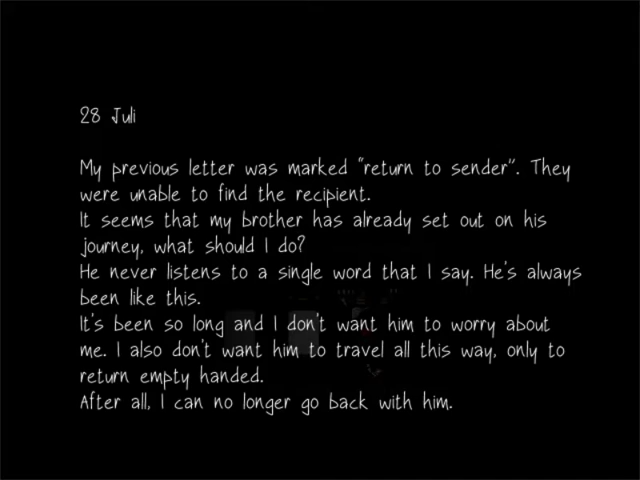 28 Juli
My previous letter was marked "return to sender". They
were unable to find the recipient.
It seems that my brother has already set out on his
journey, what should I do?
He never listens to a single word that I say. He's always
been like this.
It's been so long and I don't want him to worry about
me. I also don't want him to travel all this way, only to
return empty handed.
After all, I can no longer go back with him.